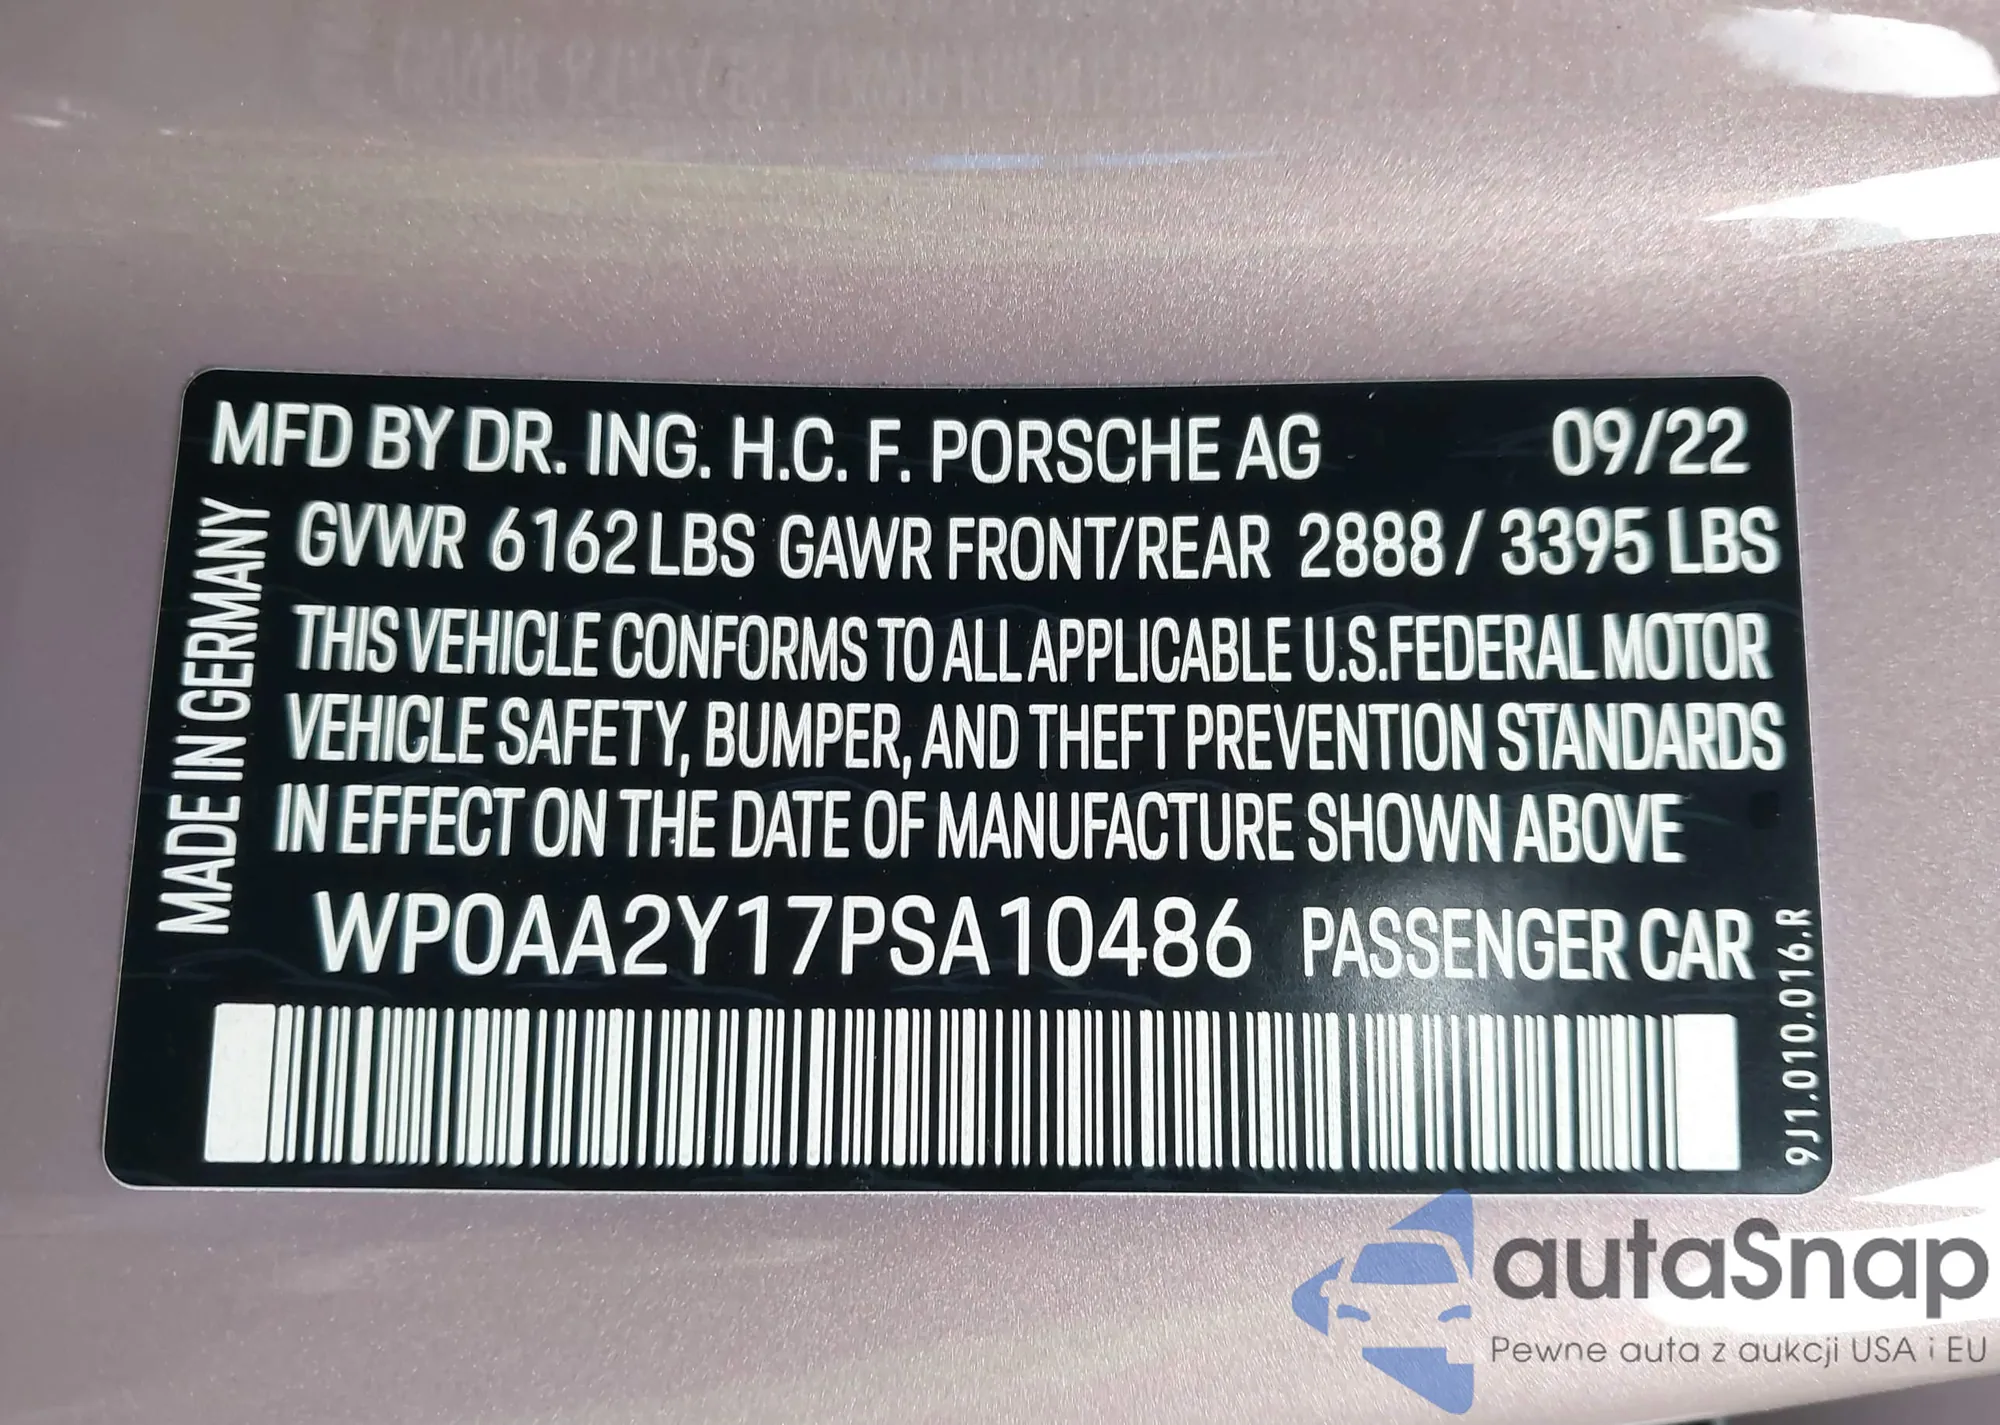 MFD BY DR. ING. H.C. F. PORSCHE AG 09/22
GVWR 6162 LBS GAWR FRONT/REAR 2888 / 3395 LBS
THIS VEHICLE CONFORMS TO ALL APPLICABLE U.S. FEDERAL MOTOR
VEHICLE SAFETY, BUMPER, AND THEFT PREVENTION STANDARDS
IN EFFECT ON THE DATE OF MANUFACTURE SHOWN ABOVE
WP0AA2Y17PSA10486 PASSENGER CAR
MADE IN GERMANY
9J1.010.016.R
autaSnap
Pewne auta z aukcji USA i EU